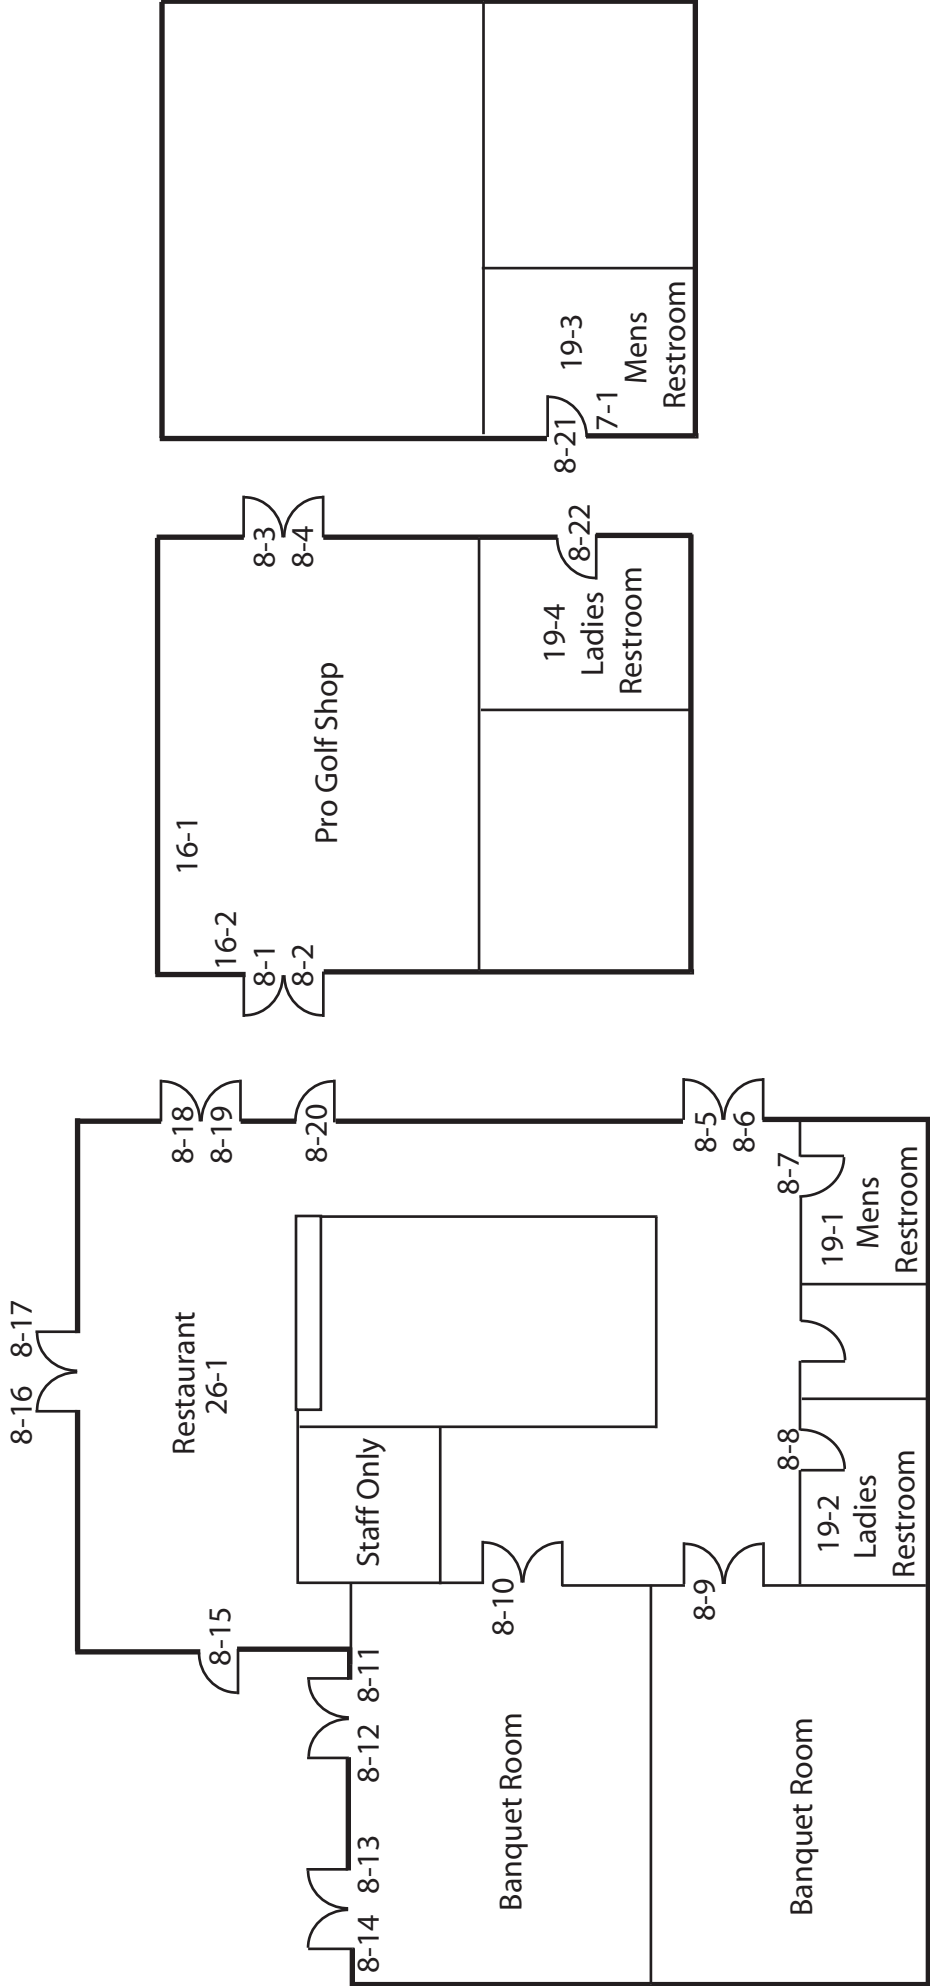 8-16
8-17
Restaurant
26-1
8-18
8-19
8-20
8-15
Staff Only
8-11
8-12
8-13
8-14
8-10
Banquet Room
8-9
Banquet Room
8-5
8-6
8-7
19-1
Mens
Restroom
8-8
19-2
Ladies
Restroom
16-1
16-2
8-1
8-2
Pro Golf Shop
8-3
8-4
8-22
19-4
Ladies
Restroom
8-21
7-1
19-3
Mens
Restroom